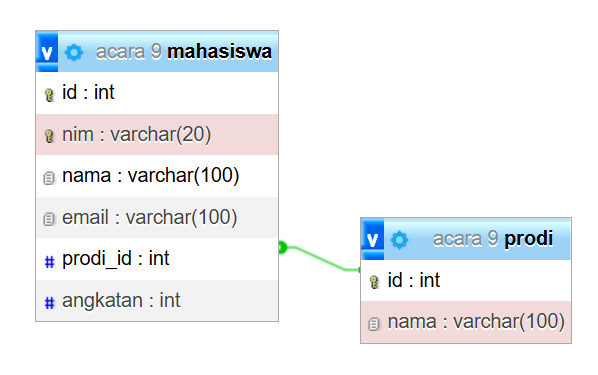 v acara 9 mahasiswa
id : int
nim : varchar(20)
nama : varchar(100)
email : varchar(100)
# prodi_id : int
# angkatan : int
v acara 9 prodi
id : int
nama : varchar(100)